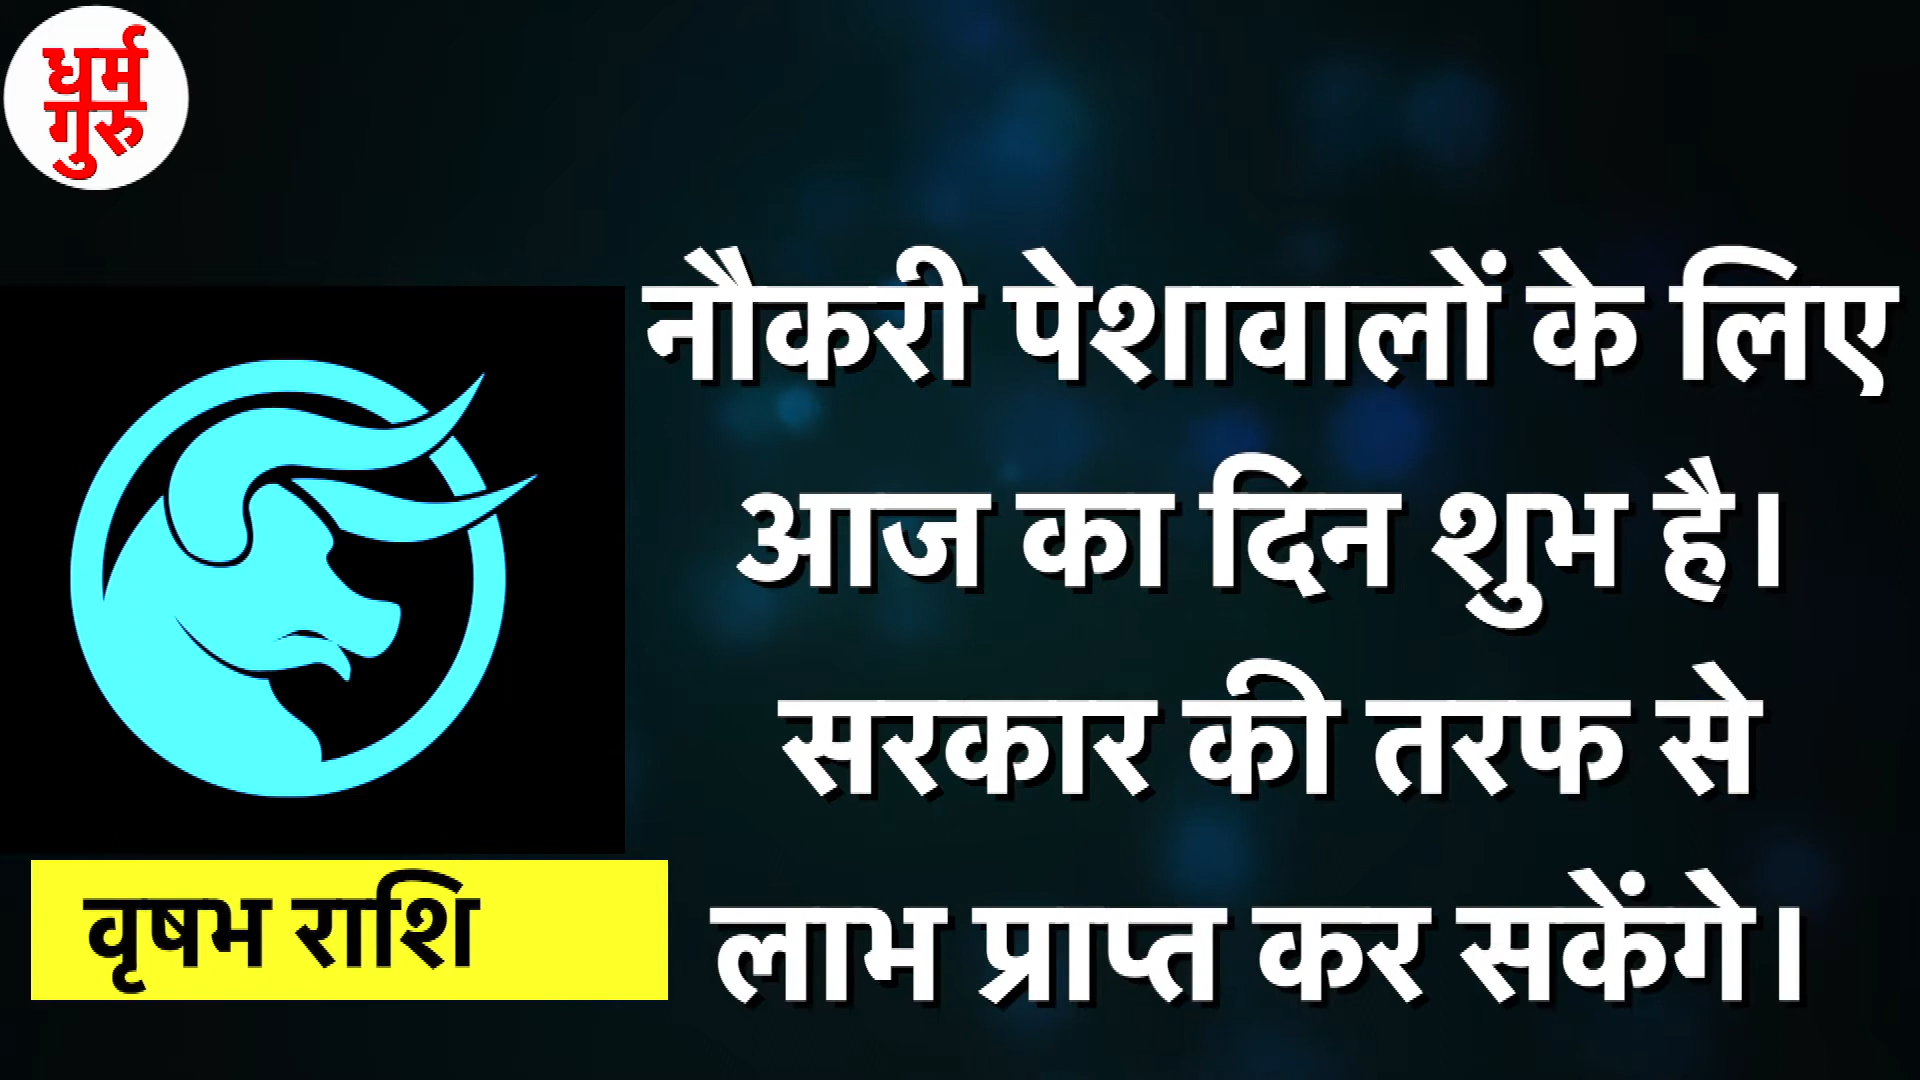 धर्म
गुरु
नौकरी पेशावालों के लिए
आज का दिन शुभ है।
सरकार की तरफ से
लाभ प्राप्त कर सकेंगे।
वृषभ राशि